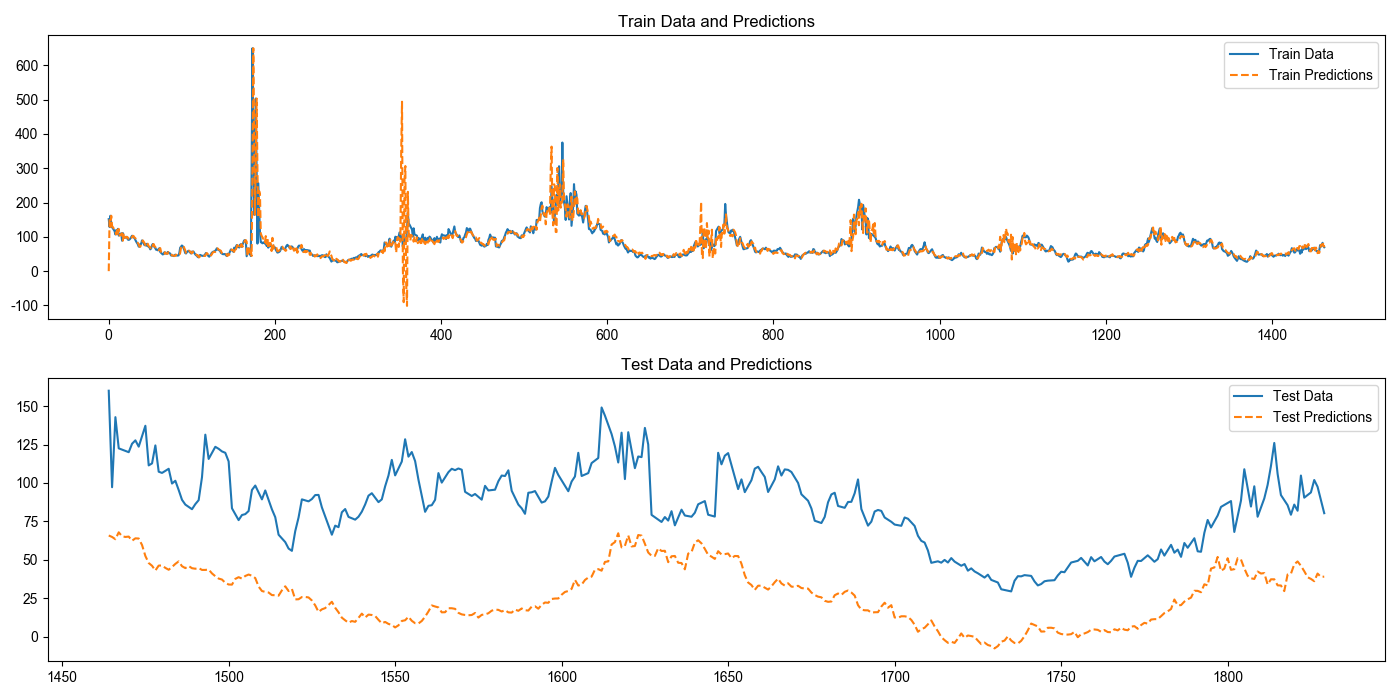 Train Data and Predictions
600
500
400
300
200
100
0
-100
Train Data
Train Predictions
0 200 400 600 800 1000 1200 1400
Test Data and Predictions
150
125
100
75
50
25
0
Test Data
Test Predictions
1450 1500 1550 1600 1650 1700 1750 1800